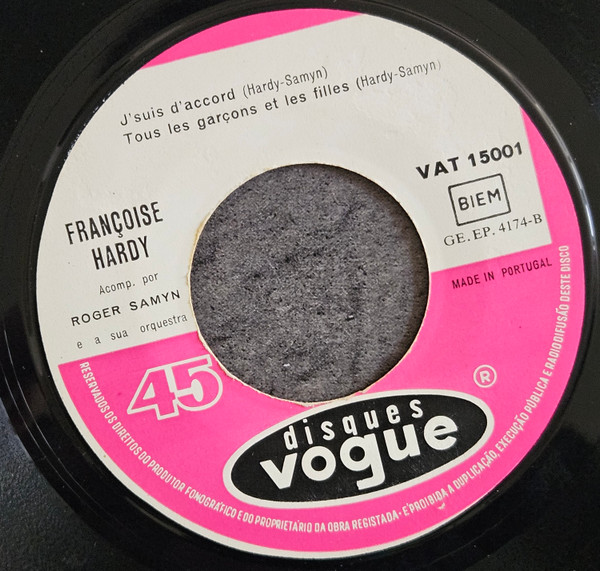 J'suis d'accord (Hardy-Samyn)
Tous les garçons et les filles (Hardy-Samyn)
VAT 15001
BIEM
GE.EP. 4174-B
FRANÇOISE
HARDY
Acomp. por
ROGER SAMYN
e a sua orquestra
MADE IN PORTUGAL
45
®
disques
vogue
RESERVADOS OS DIREITOS DO PRODUTOR FONOGRÁFICO E DO PROPRIETÁRIO DA OBRA REGISTADA - É PROIBIDA A DUPLICAÇÃO, EXECUÇÃO PÚBLICA E RADIODIFUSÃO DESTE DISCO